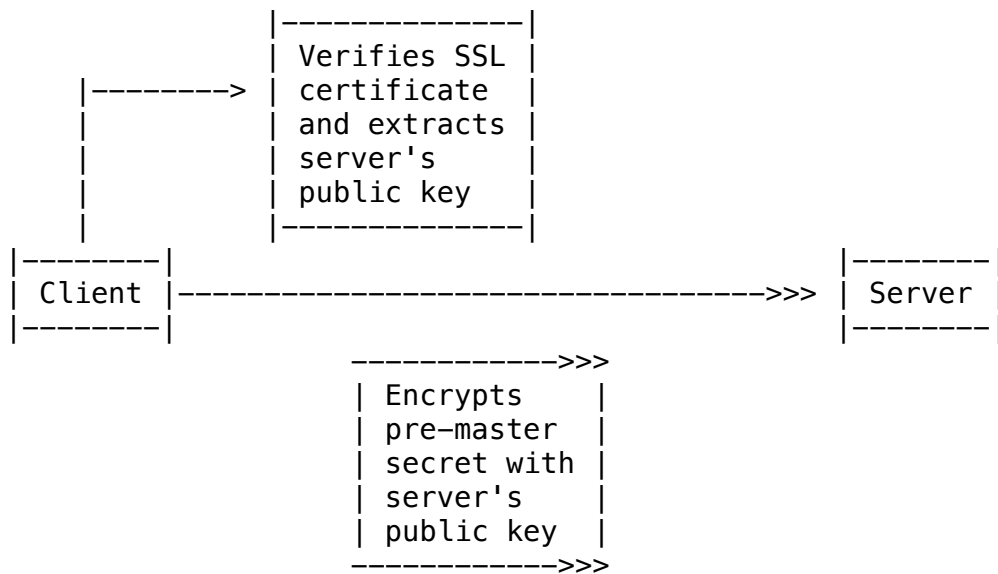 Verifies SSL
certificate
and extracts
server's
public key
Client
Server
Encrypts
pre-master
secret with
server's
public key